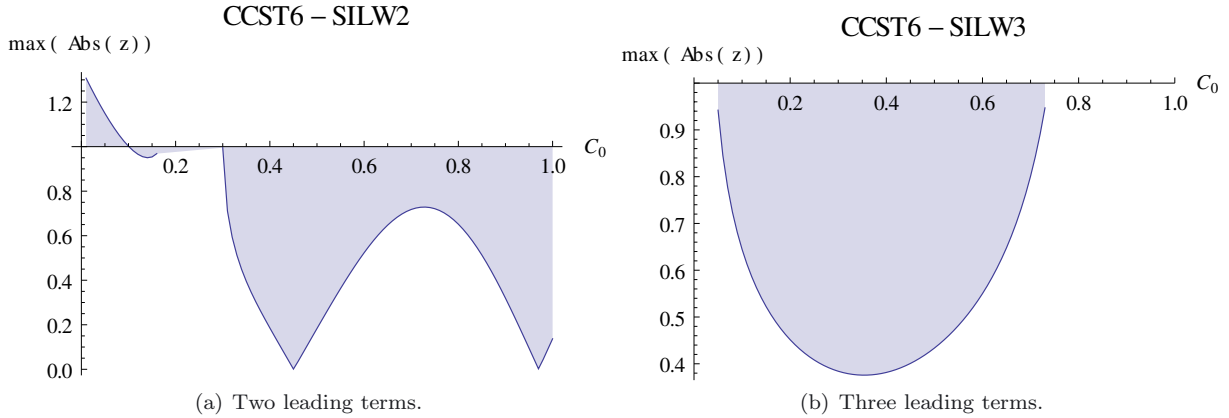 CCST6 – SILW2
max ( Abs ( z ) )
1.2
C0
0.2
0.4
0.6
0.8
1.0
0.8
0.6
0.4
0.2
0.0
(a) Two leading terms.
CCST6 – SILW3
max ( Abs ( z ) )
C0
0.2
0.4
0.6
0.8
1.0
0.9
0.8
0.7
0.6
0.5
0.4
(b) Three leading terms.